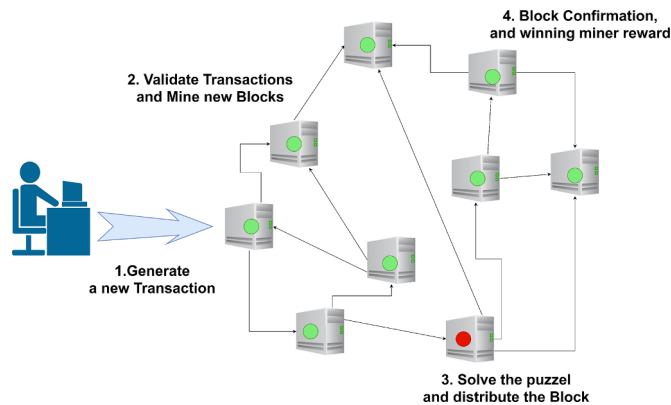 4. Block Confirmation,
and winning miner reward
2. Validate Transactions
and Mine new Blocks
1.Generate
a new Transaction
3. Solve the puzzel
and distribute the Block